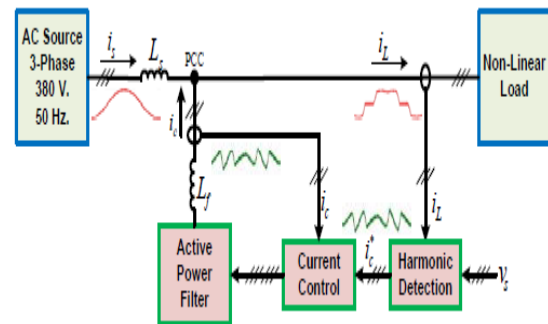 AC Source
3-Phase
380 V.
50 Hz.
i_s
L_s
PCC
i_L
Non-Linear
Load
i_c
L_f
i_c
i_c^*
i_L
Active
Power
Filter
Current
Control
Harmonic
Detection
v_s